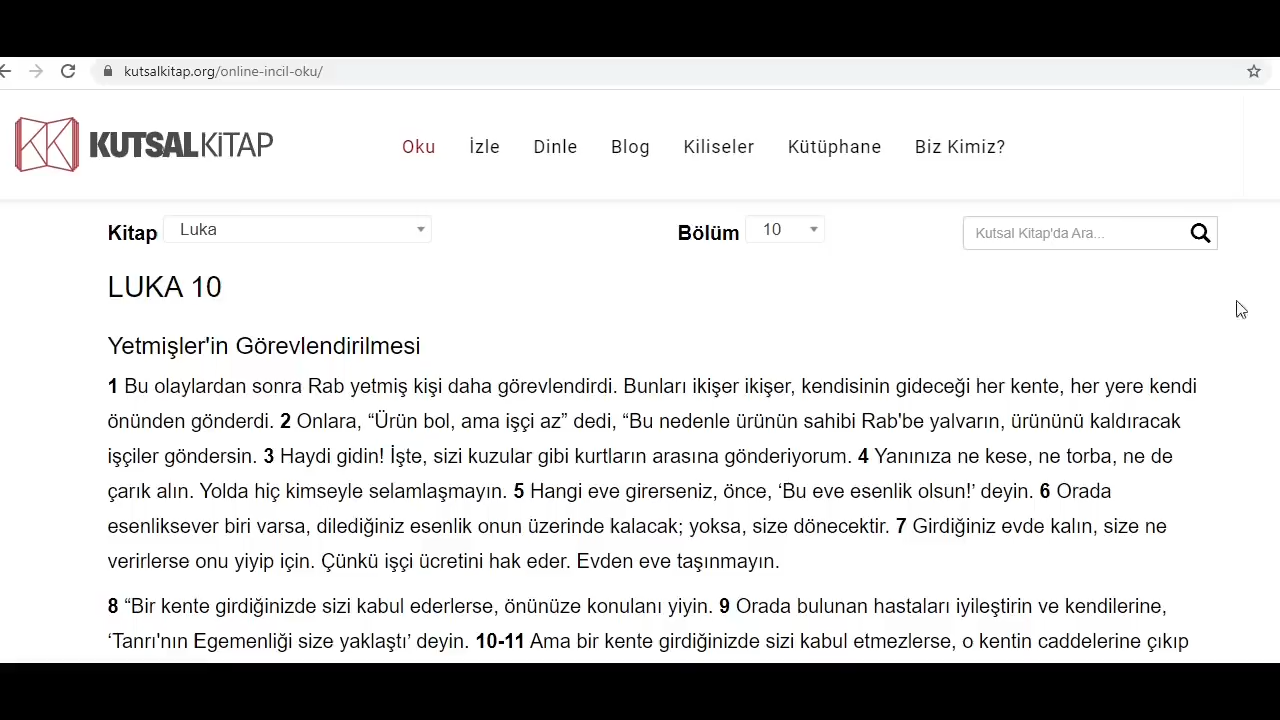 kutsalkitap.org/online-incil-oku/
KUTSALKİTAP
Oku İzle Dinle Blog Kiliseler Kütüphane Biz Kimiz?
Kitap Luka Bölüm 10 Kutsal Kitap'da Ara...
LUKA 10
Yetmişler'in Görevlendirilmesi
1 Bu olaylardan sonra Rab yetmiş kişi daha görevlendirdi. Bunları ikişer ikişer, kendisinin gideceği her kente, her yere kendi
önünden gönderdi. 2 Onlara, “Ürün bol, ama işçi az” dedi, “Bu nedenle ürünün sahibi Rab'be yalvarın, ürününü kaldıracak
işçiler göndersin. 3 Haydi gidin! İşte, sizi kuzular gibi kurtların arasına gönderiyorum. 4 Yanınıza ne kese, ne torba, ne de
çarık alın. Yolda hiç kimseyle selamlaşmayın. 5 Hangi eve girerseniz, önce, ‘Bu eve esenlik olsun!’ deyin. 6 Orada
esenliksever biri varsa, dilediğiniz esenlik onun üzerinde kalacak; yoksa, size dönecektir. 7 Girdiğiniz evde kalın, size ne
verirlerse onu yiyip için. Çünkü işçi ücretini hak eder. Evden eve taşınmayın.
8 “Bir kente girdiğinizde sizi kabul ederlerse, önünüze konulanı yiyin. 9 Orada bulunan hastaları iyileştirin ve kendilerine,
‘Tanrı'nın Egemenliği size yaklaştı’ deyin. 10-11 Ama bir kente girdiğinizde sizi kabul etmezlerse, o kentin caddelerine çıkıp